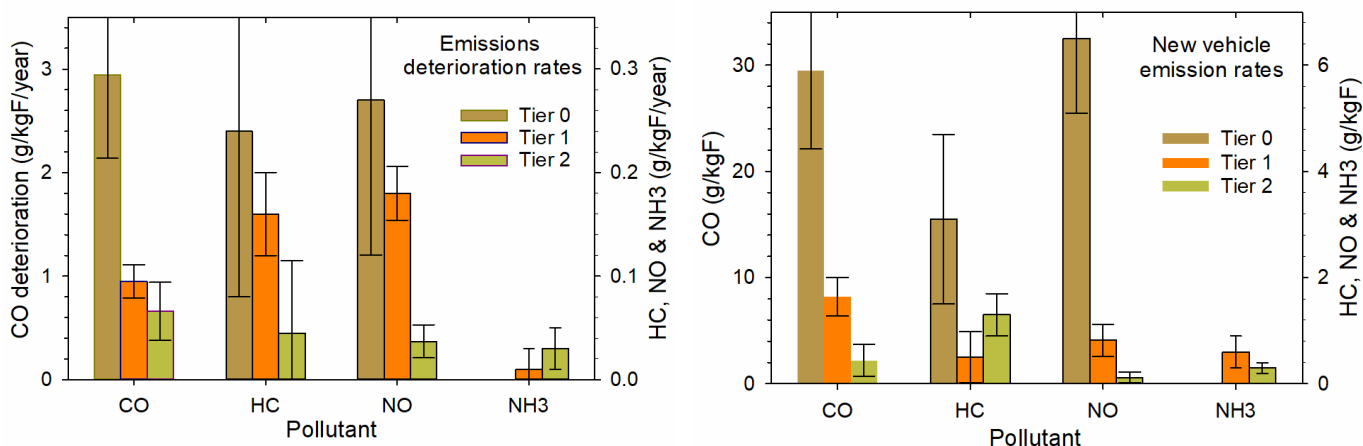 Emissions
deterioration rates
Tier 0
Tier 1
Tier 2
CO deterioration (g/kgF/year)
3
2
1
0
HC, NO & NH3 (g/kgF/year)
0.3
0.2
0.1
0.0
CO HC NO NH3
Pollutant
New vehicle
emission rates
Tier 0
Tier 1
Tier 2
CO (g/kgF)
30
20
10
0
HC, NO & NH3 (g/kgF)
6
4
2
0
CO HC NO NH3
Pollutant